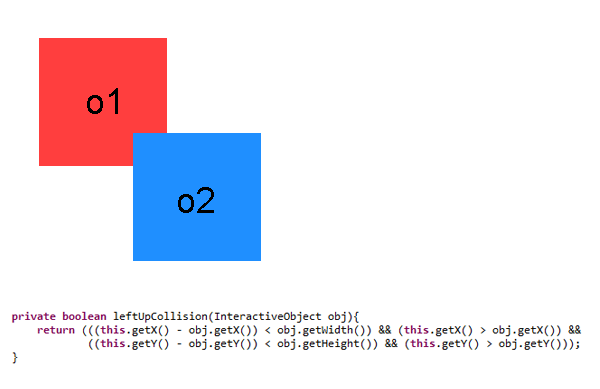 o1
o2
private boolean leftUpCollision(InteractiveObject obj){
return (((this.getX() - obj.getX()) < obj.getWidth()) && (this.getX() > obj.getX()) &&
((this.getY() - obj.getY()) < obj.getHeight()) && (this.getY() > obj.getY()));
}